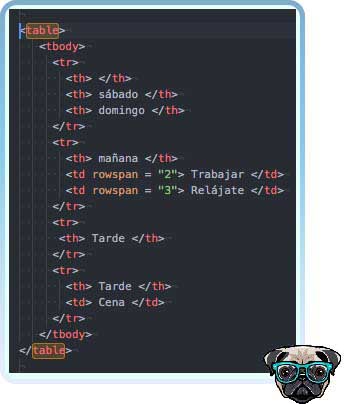 <table>
<tbody>
<tr>
<th> </th>
<th> sábado </th>
<th> domingo </th>
</tr>
<tr>
<th> mañana </th>
<td rowspan = "2"> Trabajar </td>
<td rowspan = "3"> Relájate </td>
</tr>
<tr>
<th> Tarde </th>
</tr>
<tr>
<th> Tarde </th>
<td> Cena </td>
</tr>
</tbody>
</table>